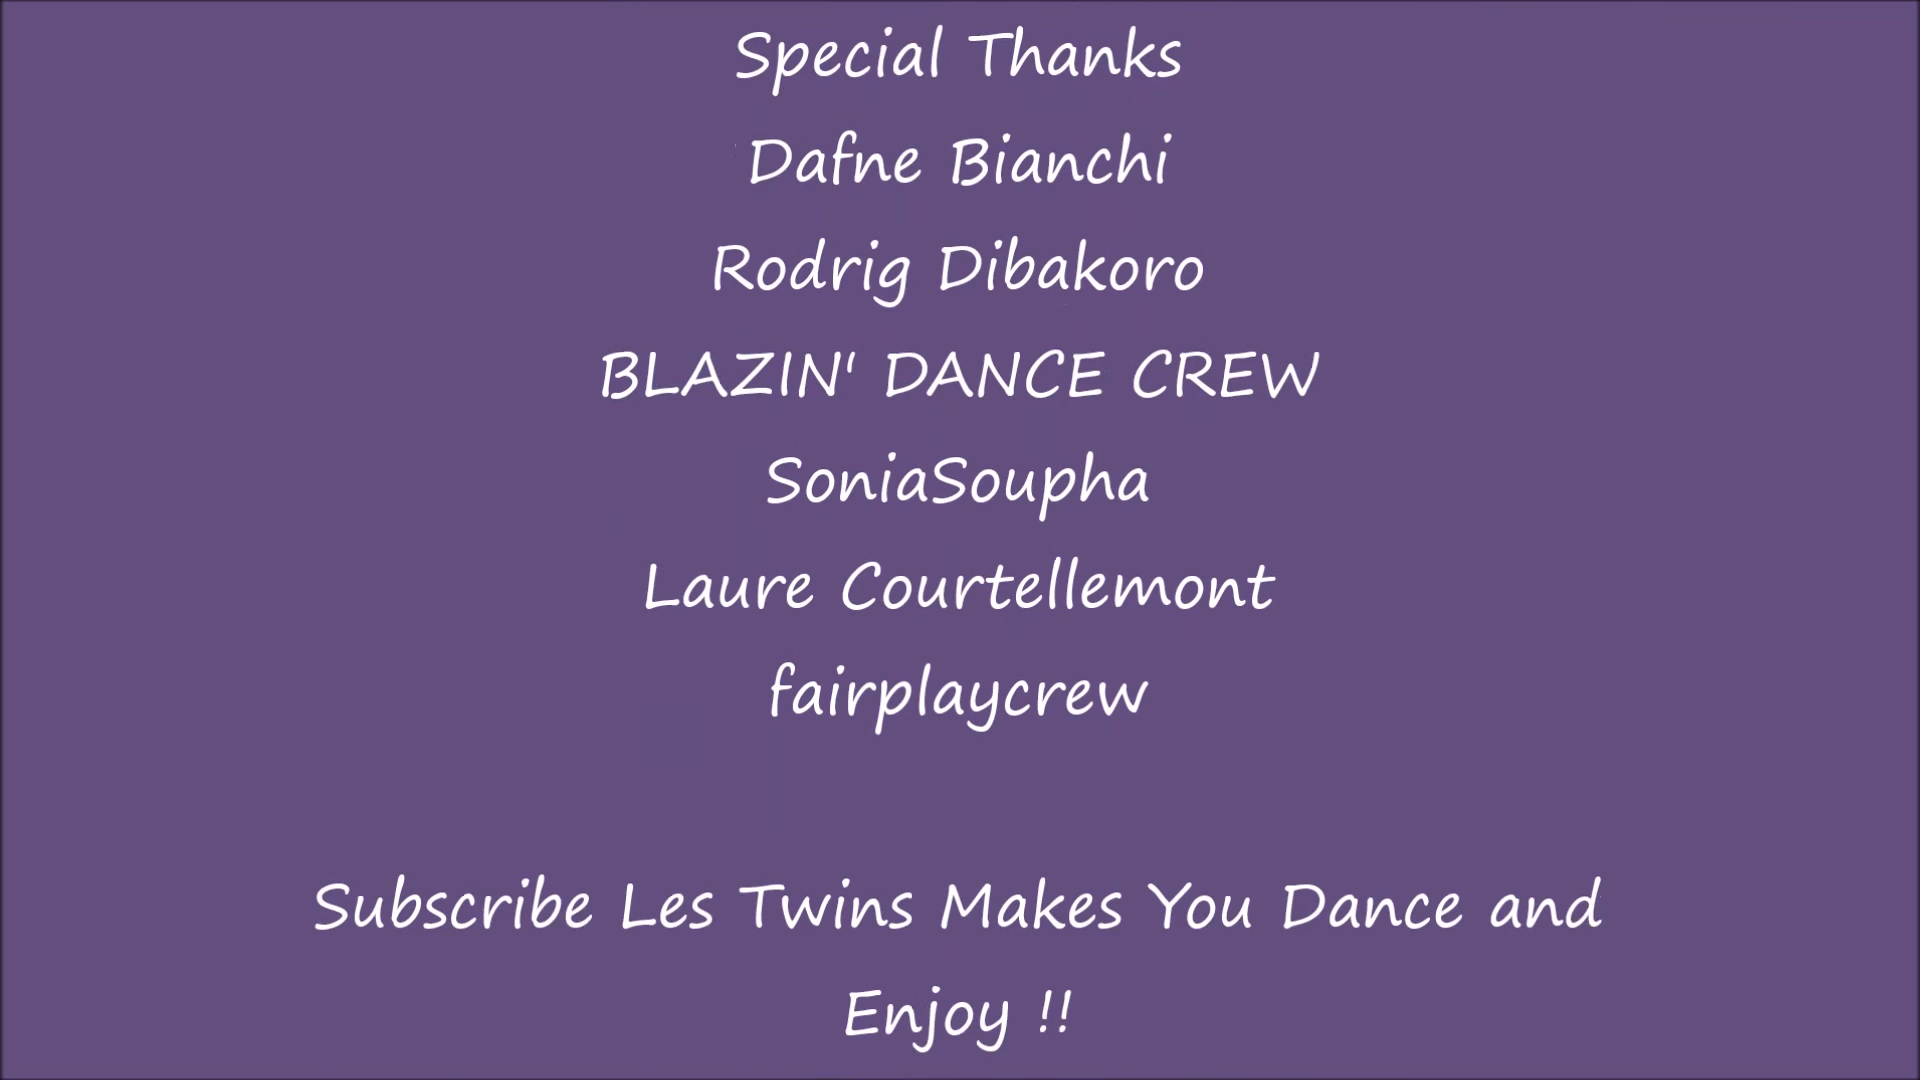 Special Thanks
Dafne Bianchi
Rodrig Dibakoro
BLAZIN' DANCE CREW
SoniaSoupha
Laure Courtellemont
fairplaycrew
Subscribe Les Twins Makes You Dance and
Enjoy !!